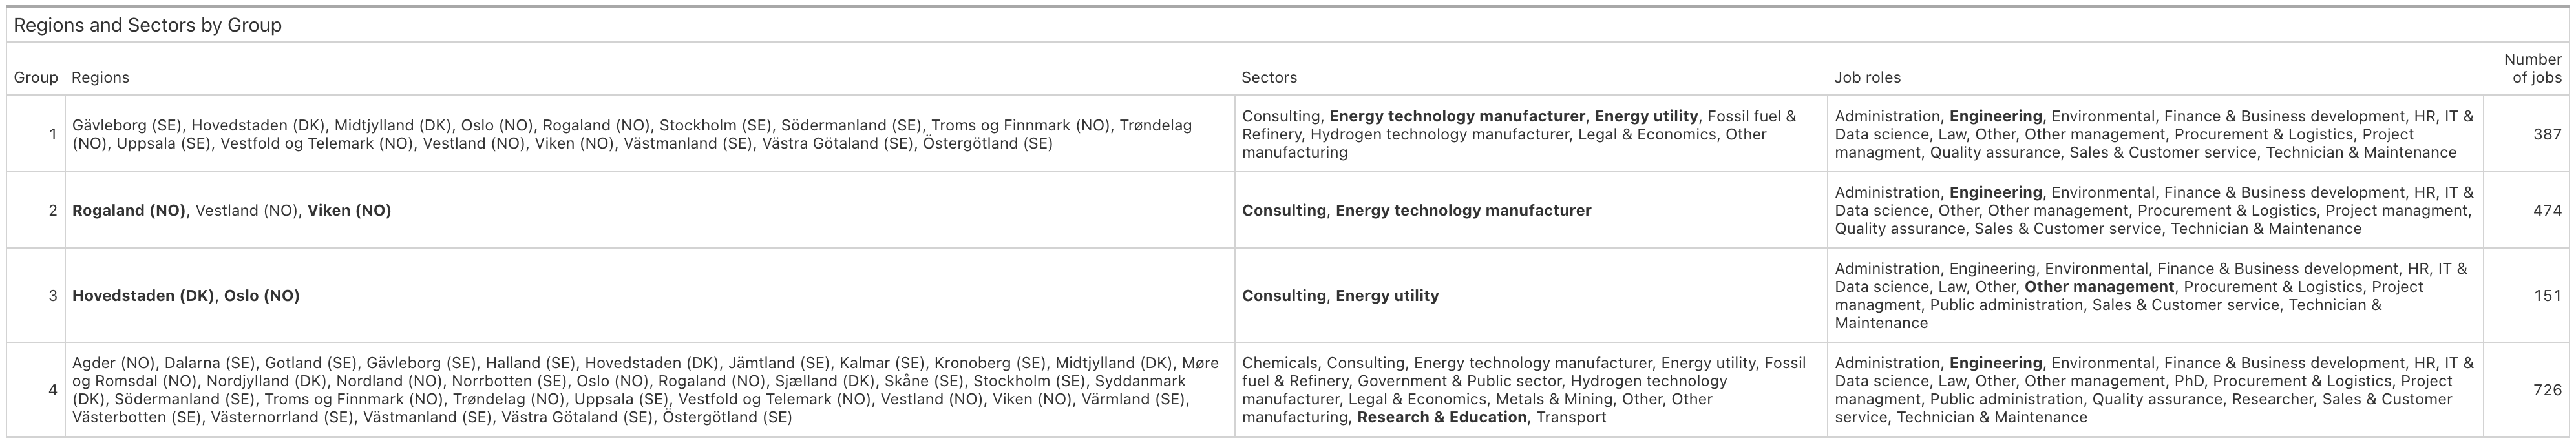 Regions and Sectors by Group
Group Regions Sectors Job roles Number of jobs
1
Gävleborg (SE), Hovedstaden (DK), Midtjylland (DK), Oslo (NO), Rogaland (NO), Stockholm (SE), Södermanland (SE), Troms og Finnmark (NO), Trøndelag
(NO), Uppsala (SE), Vestfold og Telemark (NO), Vestland (NO), Viken (NO), Västmanland (SE), Västra Götaland (SE), Östergötland (SE)
Consulting, Energy technology manufacturer, Energy utility, Fossil fuel &
Refinery, Hydrogen technology manufacturer, Legal & Economics, Other
manufacturing
Administration, Engineering, Environmental, Finance & Business development, HR, IT &
Data science, Law, Other, Other management, Procurement & Logistics, Project
managment, Quality assurance, Sales & Customer service, Technician & Maintenance
387
2
Rogaland (NO), Vestland (NO), Viken (NO)
Consulting, Energy technology manufacturer
Administration, Engineering, Environmental, Finance & Business development, HR, IT &
Data science, Other, Other management, Procurement & Logistics, Project managment,
Quality assurance, Sales & Customer service, Technician & Maintenance
474
3
Hovedstaden (DK), Oslo (NO)
Consulting, Energy utility
Administration, Engineering, Environmental, Finance & Business development, HR, IT &
Data science, Law, Other, Other management, Procurement & Logistics, Project
managment, Public administration, Sales & Customer service, Technician &
Maintenance
151
4
Agder (NO), Dalarna (SE), Gotland (SE), Gävleborg (SE), Halland (SE), Hovedstaden (DK), Jämtland (SE), Kalmar (SE), Kronoberg (SE), Midtjylland (DK), Møre
og Romsdal (NO), Nordjylland (DK), Nordland (NO), Norrbotten (SE), Oslo (NO), Rogaland (NO), Sjælland (DK), Skåne (SE), Stockholm (SE), Syddanmark
(DK), Södermanland (SE), Troms og Finnmark (NO), Trøndelag (NO), Uppsala (SE), Vestfold og Telemark (NO), Vestland (NO), Viken (NO), Värmland (SE),
Västerbotten (SE), Västernorrland (SE), Västmanland (SE), Västra Götaland (SE), Östergötland (SE)
Chemicals, Consulting, Energy technology manufacturer, Energy utility, Fossil
fuel & Refinery, Government & Public sector, Hydrogen technology
manufacturer, Legal & Economics, Metals & Mining, Other, Other
manufacturing, Research & Education, Transport
Administration, Engineering, Environmental, Finance & Business development, HR, IT &
Data science, Law, Other, Other management, PhD, Procurement & Logistics, Project
managment, Public administration, Quality assurance, Researcher, Sales & Customer
service, Technician & Maintenance
726